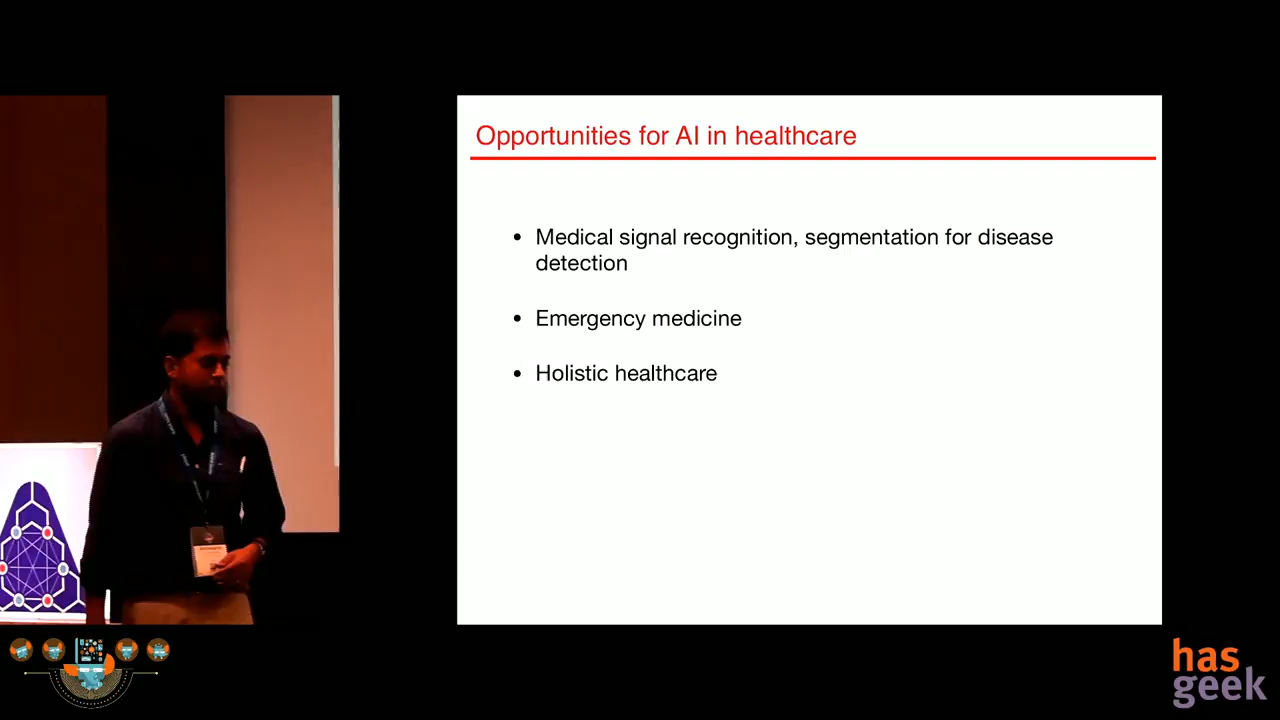 Opportunities for AI in healthcare
• Medical signal recognition, segmentation for disease
detection
• Emergency medicine
• Holistic healthcare
has
geek